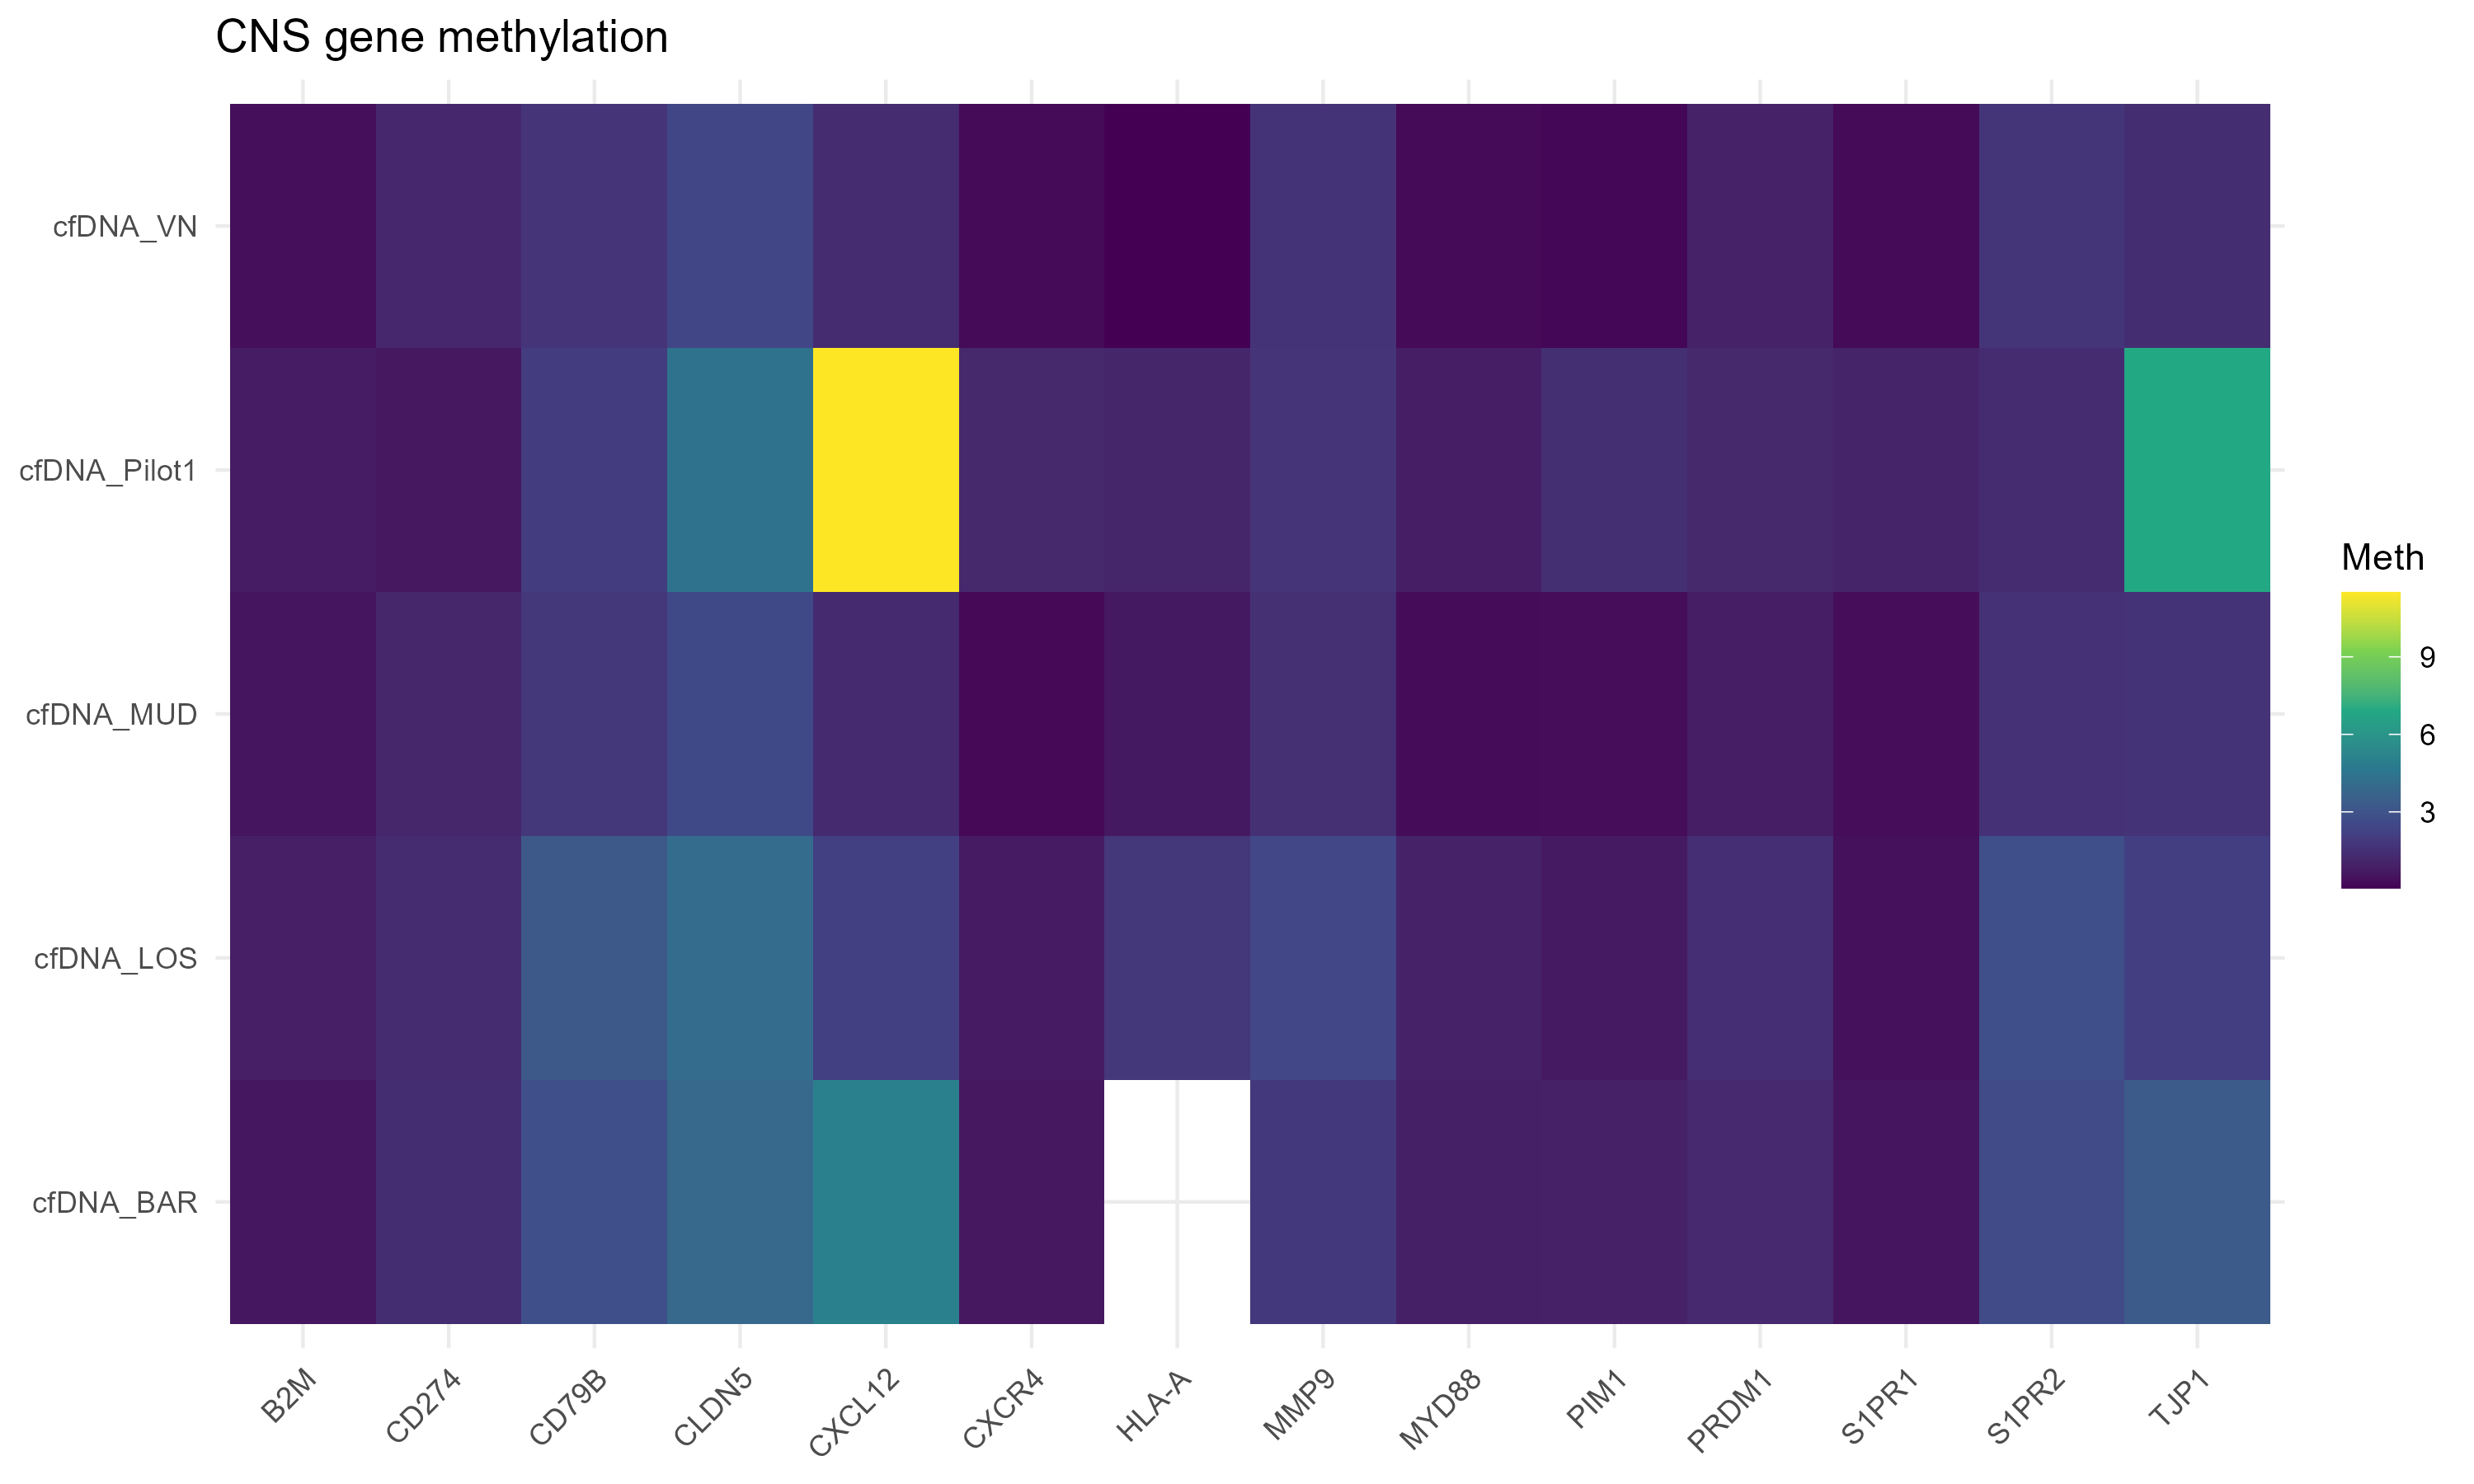 CNS gene methylation
cfDNA_VN
cfDNA_Pilot1
cfDNA_MUD
cfDNA_LOS
cfDNA_BAR
B2M
CD274
CD79B
CLDN5
CXCL12
CXCR4
HLA-A
MMP9
MYD88
PIM1
PRDM1
S1PR1
S1PR2
TJP1
Meth
9
6
3